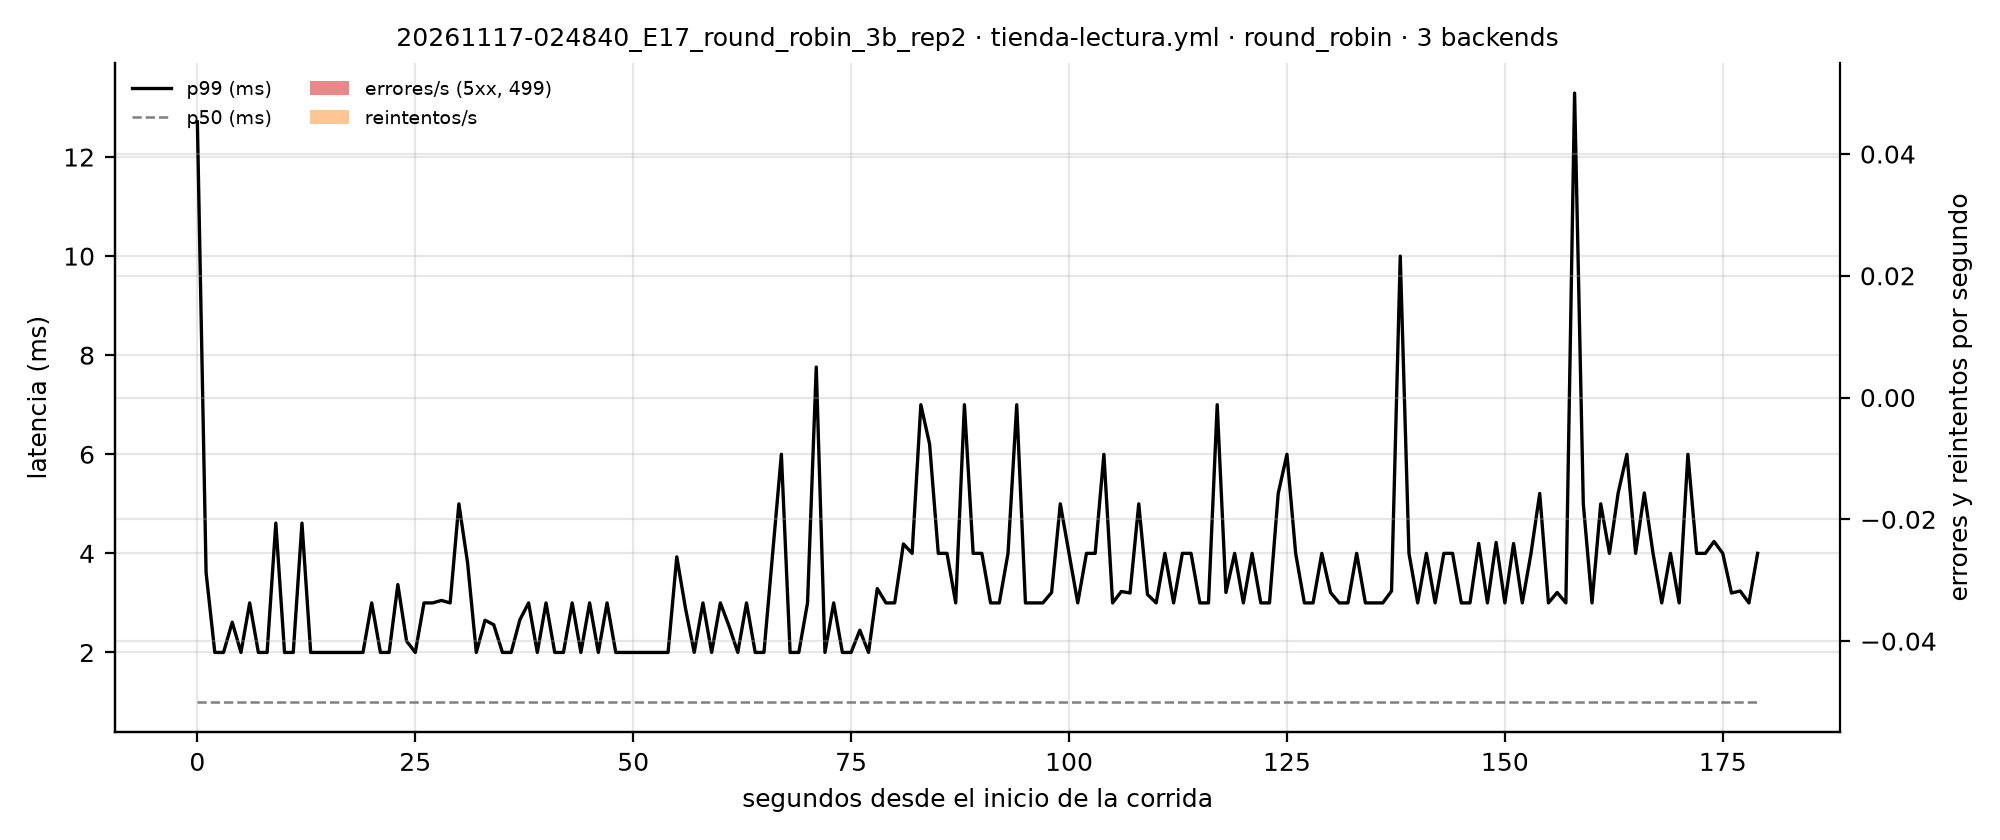 20261117-024840_E17_round_robin_3b_rep2 · tienda-lectura.yml · round_robin · 3 backends
p99 (ms)
p50 (ms)
errores/s (5xx, 499)
reintentos/s
latencia (ms)
12
10
8
6
4
2
0.04
0.02
0.00
−0.02
−0.04
errores y reintentos por segundo
0
25
50
75
100
125
150
175
segundos desde el inicio de la corrida